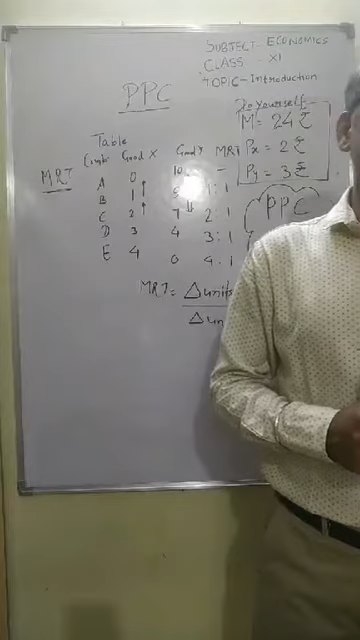 SUBJECT - ECONOMICS
CLASS - XI
TOPIC - Introduction
PPC
Do yourself:-
M = 24 ₹
Px = 2 ₹
Py = 3 ₹
PPC
Table
MRT
Comb Good X Good Y MRT
A 0 10 -
B 1 9 1:1
C 2 7 2:1
D 3 4 3:1
E 4 0 4:1
MRT = Δ units
Δ